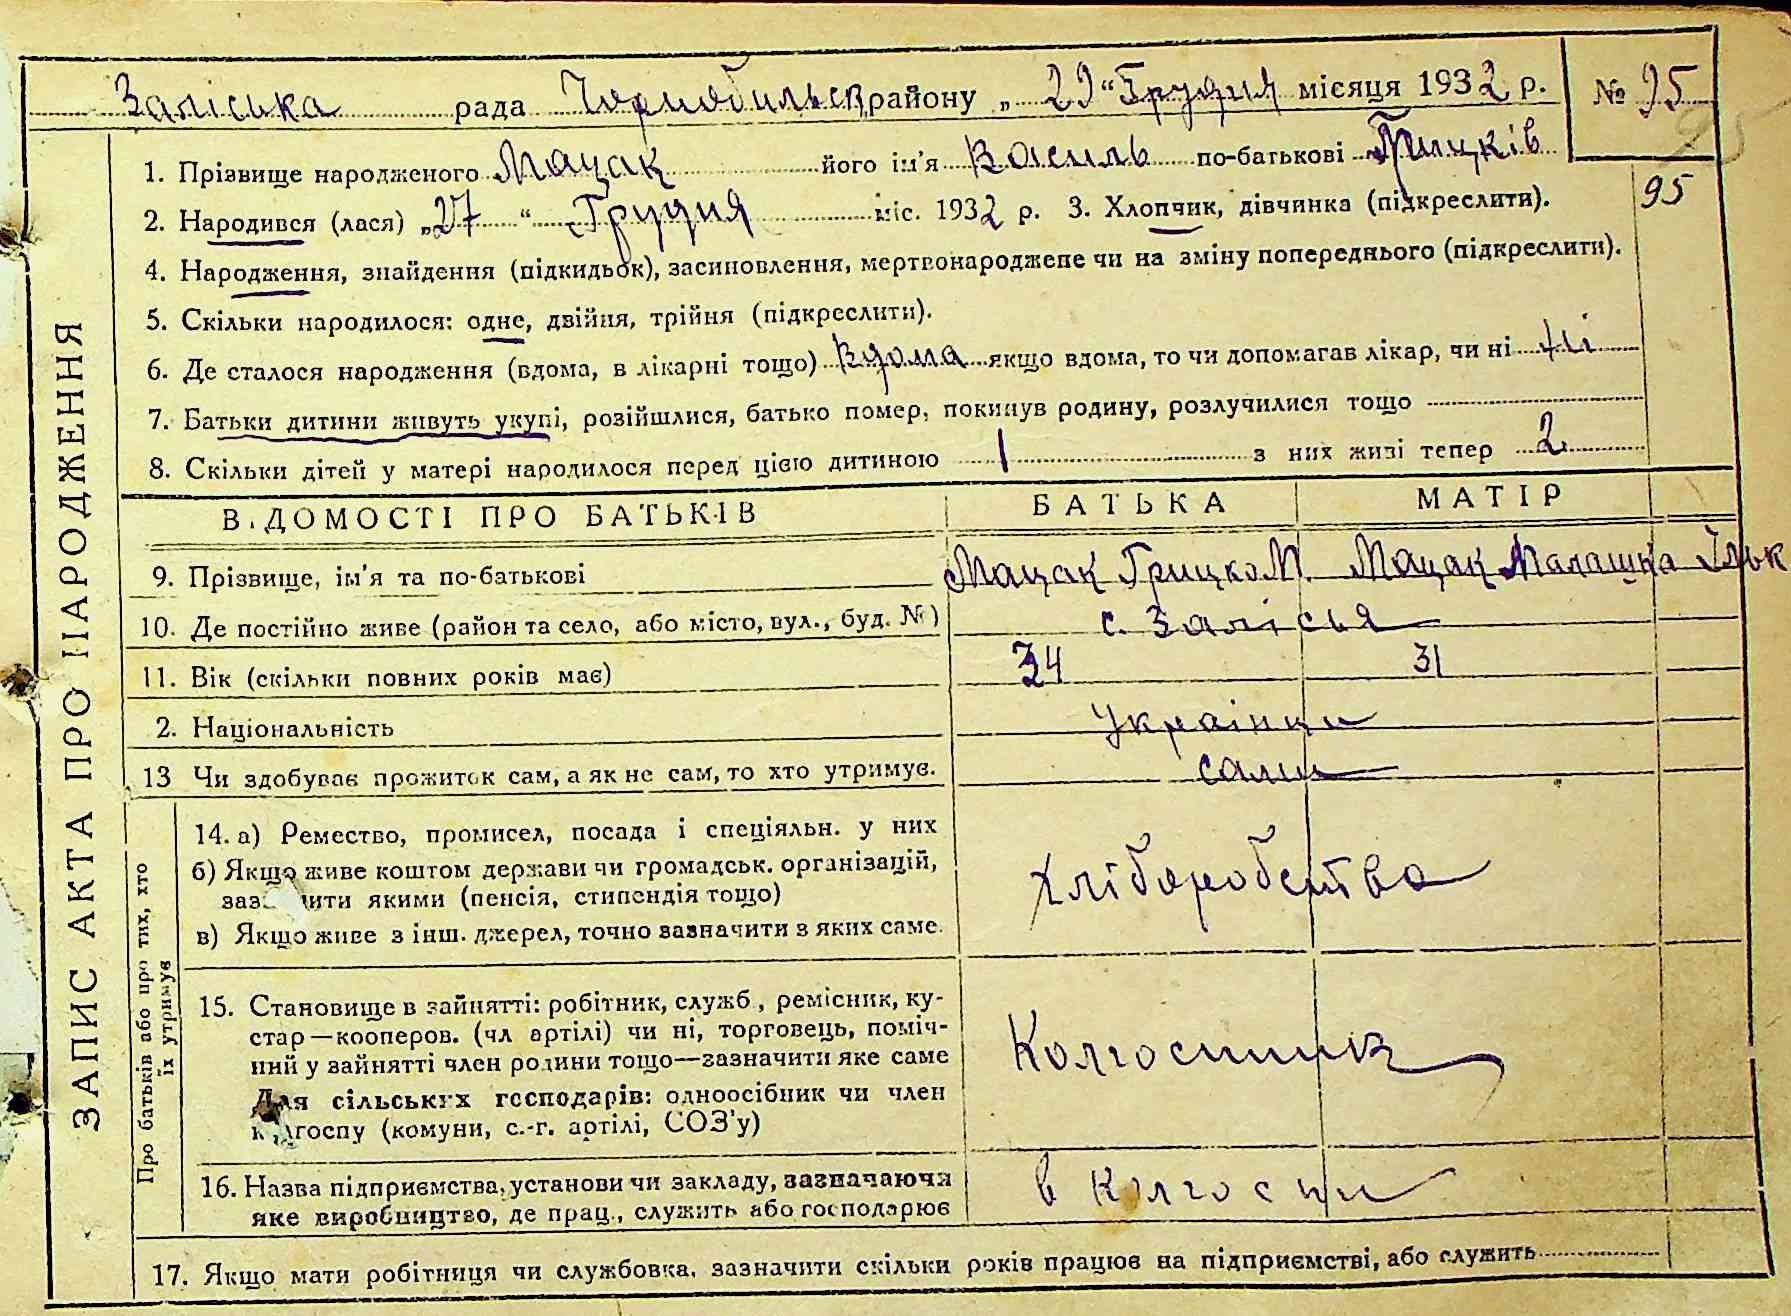 Заліська рада Чорнобильськ району „29“ Грудня місяця 1932 р. № 95
1. Прізвище народженого Мацак його ім'я Василь по-батькові Грицків
95
2. Народився (лася) „27“ Грудня міс. 1932 р. 3. Хлопчик, дівчинка (підкреслити).
4. Народження, знайдення (підкидьок), засиновлення, мертвонароджене чи на зміну попереднього (підкреслити).
5. Скільки народилося: одне, двійня, трійня (підкреслити).
6. Де сталося народження (вдома, в лікарні тощо) Вдома якщо вдома, то чи допомагав лікар, чи ні ні
7. Батьки дитини живуть укупі, розійшлися, батько помер, покинув родину, розлучилися тощо
8. Скільки дітей у матері народилося перед цією дитиною 1 з них живі тепер 2
ВІДОМОСТІ ПРО БАТЬКІВ БАТЬКА МАТІР
9. Прізвище, ім'я та по-батькові Мацак Грицко М. Мацак Малашка Ільк
10. Де постійно живе (район та село, або місто, вул., буд. №) с. Залісья
11. Вік (скільки повних років має) 34 31
2. Національність Українци
13 Чи здобуває прожиток сам, а як не сам, то хто утримує. сами
14. а) Ремество, промисел, посада і спеціяльн. у них
б) Якщо живе коштом держави чи громадськ. організацій,
зазначити якими (пенсія, стипендія тощо)
в) Якщо живе з інш. джерел, точно зазначити з яких саме.
Хліборобство
15. Становище в зайнятті: робітник, служб., ремісник, ку-
стар—кооперов. (чл артілі) чи ні, торговець, поміч-
ний у зайнятті член родини тощо—зазначити яке саме
Для сільських господарів: одноосібник чи член
колгоспу (комуни, с.-г. артілі, СОЗ'у)
Колгоспник
16. Назва підприємства, установи чи закладу, зазначаючи
яке виробництво, де прац., служить або господарює
в колгоспи
17. Якщо мати робітниця чи службовка, зазначити скільки років працює на підприємстві, або служить
ЗАПИС АКТА ПРО НАРОДЖЕННЯ
Про батьків або про тих, хто
їх утримує